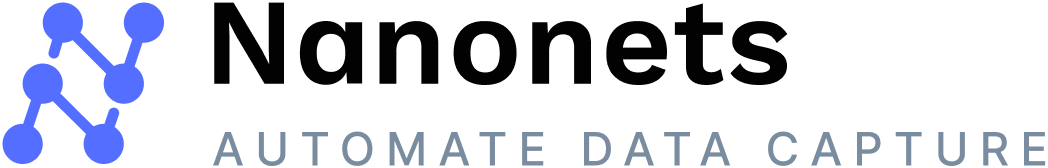 Nanonets
AUTOMATE DATA CAPTURE